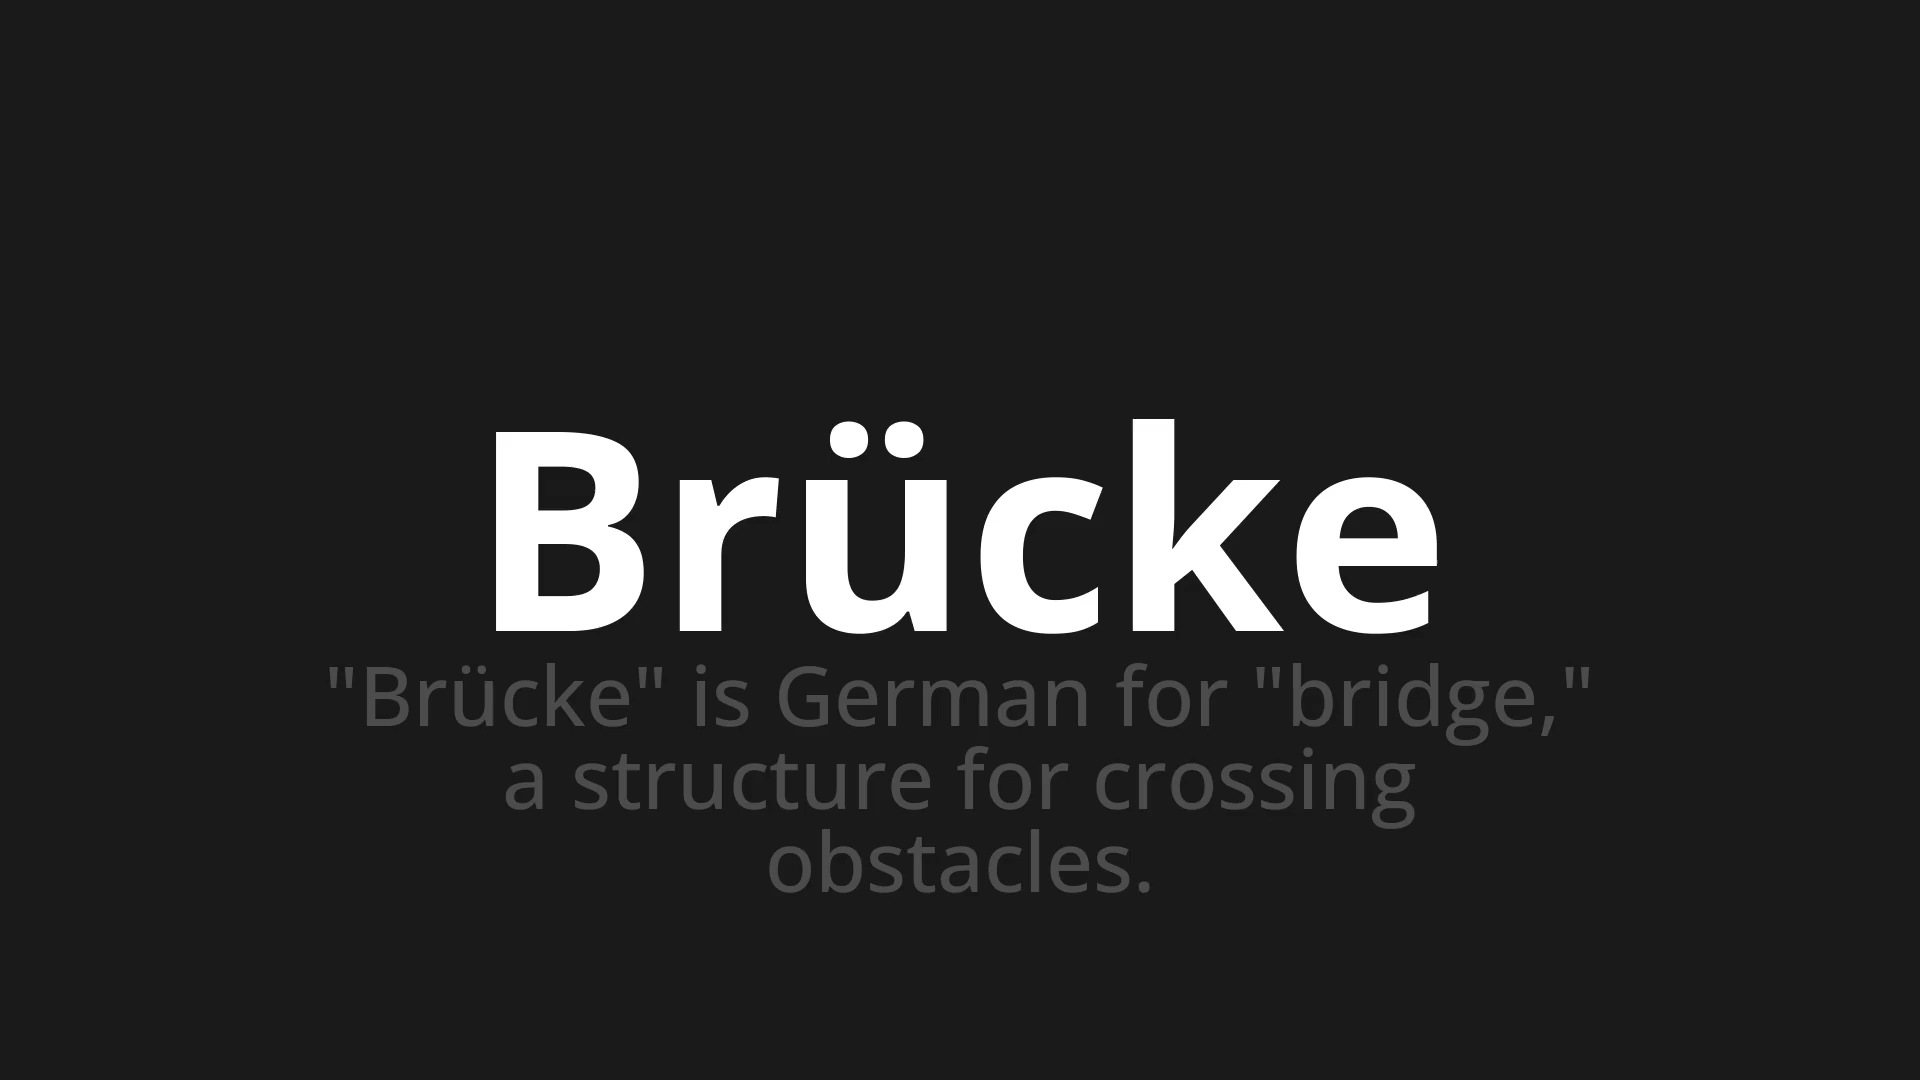 Brücke
"Brücke" is German for "bridge,"
a structure for crossing
obstacles.